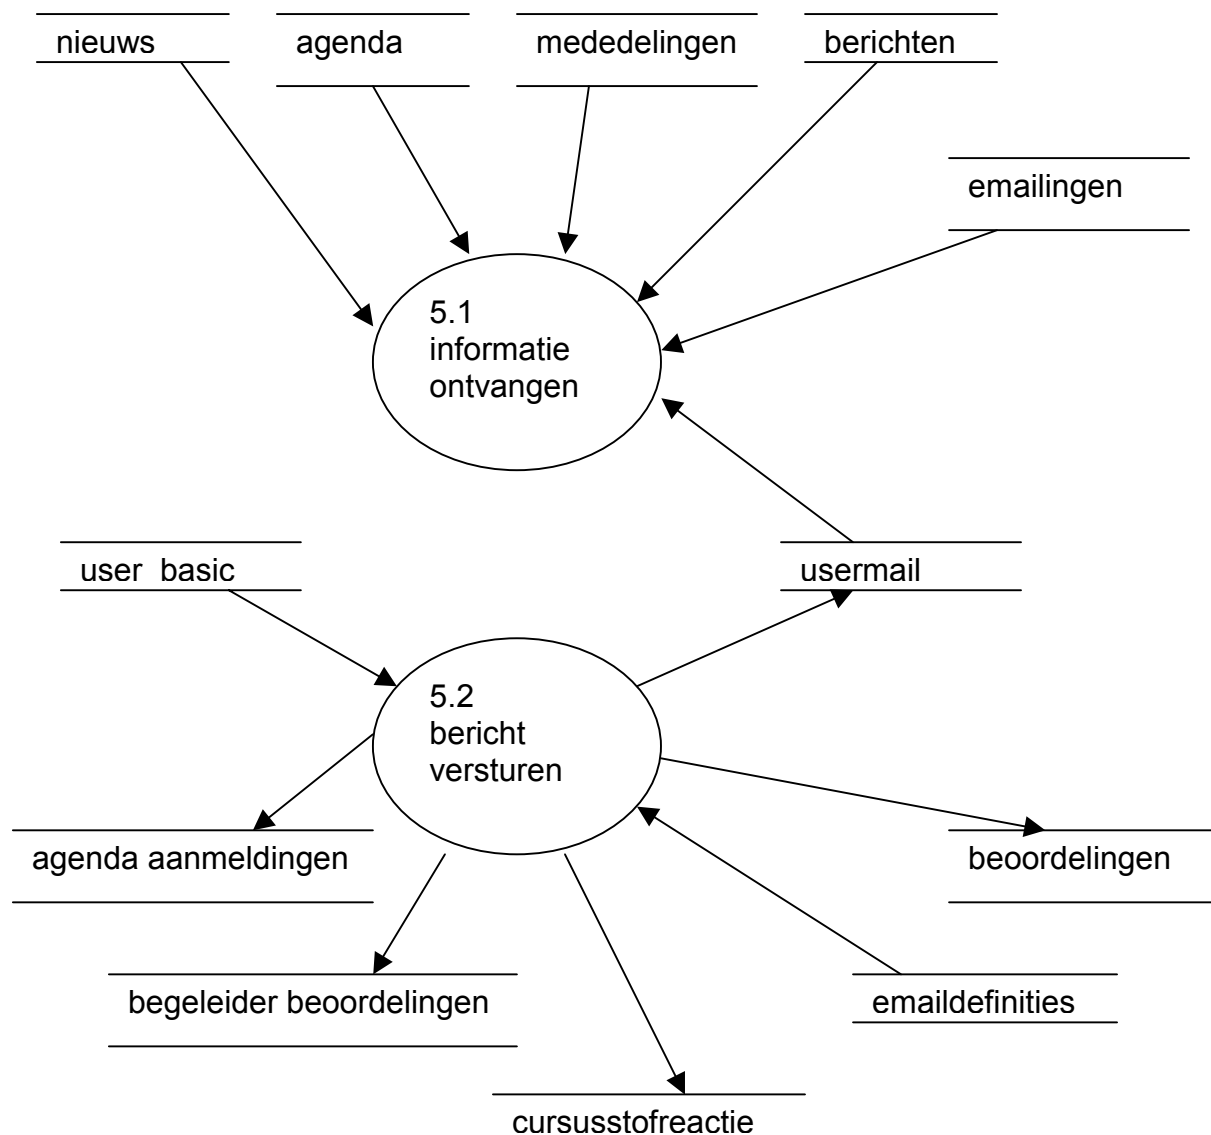 nieuws
agenda
mededelingen
berichten
emailingen
5.1
informatie
ontvangen
user basic
usermail
5.2
bericht
versturen
agenda aanmeldingen
beoordelingen
begeleider beoordelingen
emaildefinities
cursusstofreactie